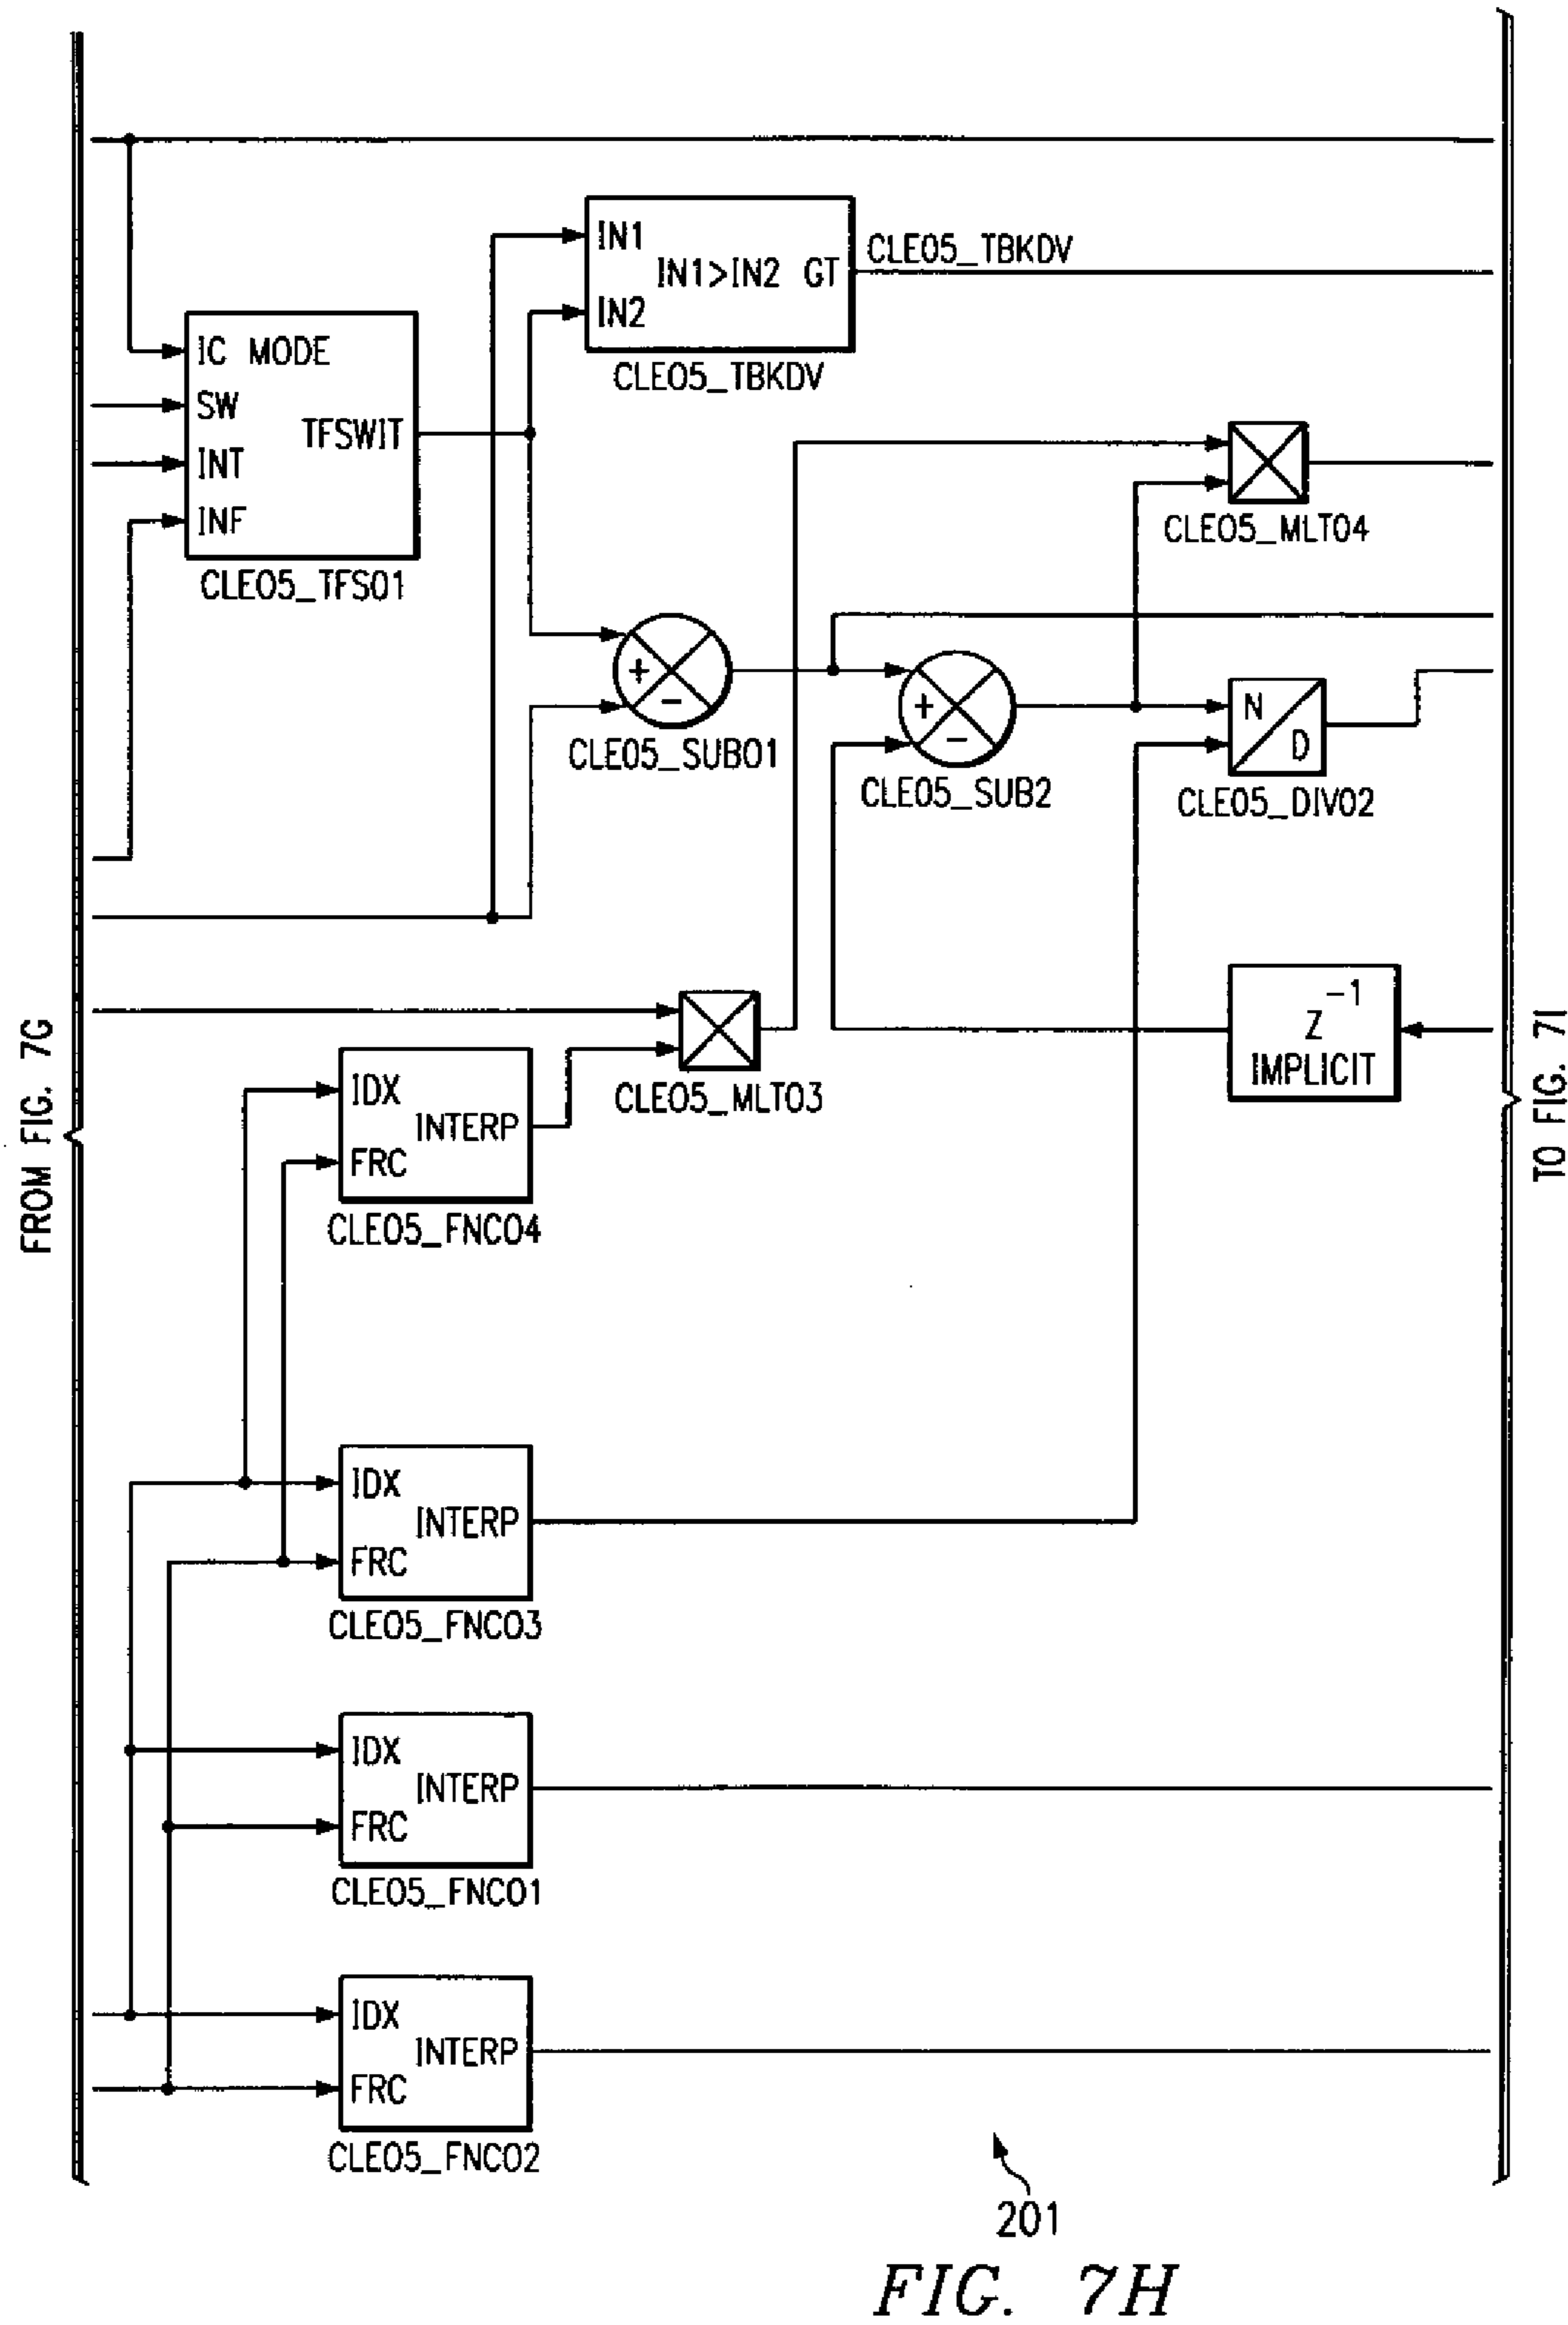 IN1
CLE05_TBKDV
IN1>IN2 GT
IN2
IC MODE
CLE05_TBKDV
SW
TFSWIT
INT
INF
CLE05_MLT04
CLE05_TFS01
+
-
N
+
D
-
CLE05_SUB01
CLE05_SUB2
CLE05_DIV02
-1
Z
IMPLICIT
FROM FIG. 7G
TO FIG. 7I
IDX
CLE05_MLT03
INTERP
FRC
CLE05_FNC04
IDX
INTERP
FRC
CLE05_FNC03
IDX
INTERP
FRC
CLE05_FNC01
IDX
INTERP
FRC
CLE05_FNC02
201
FIG. 7H